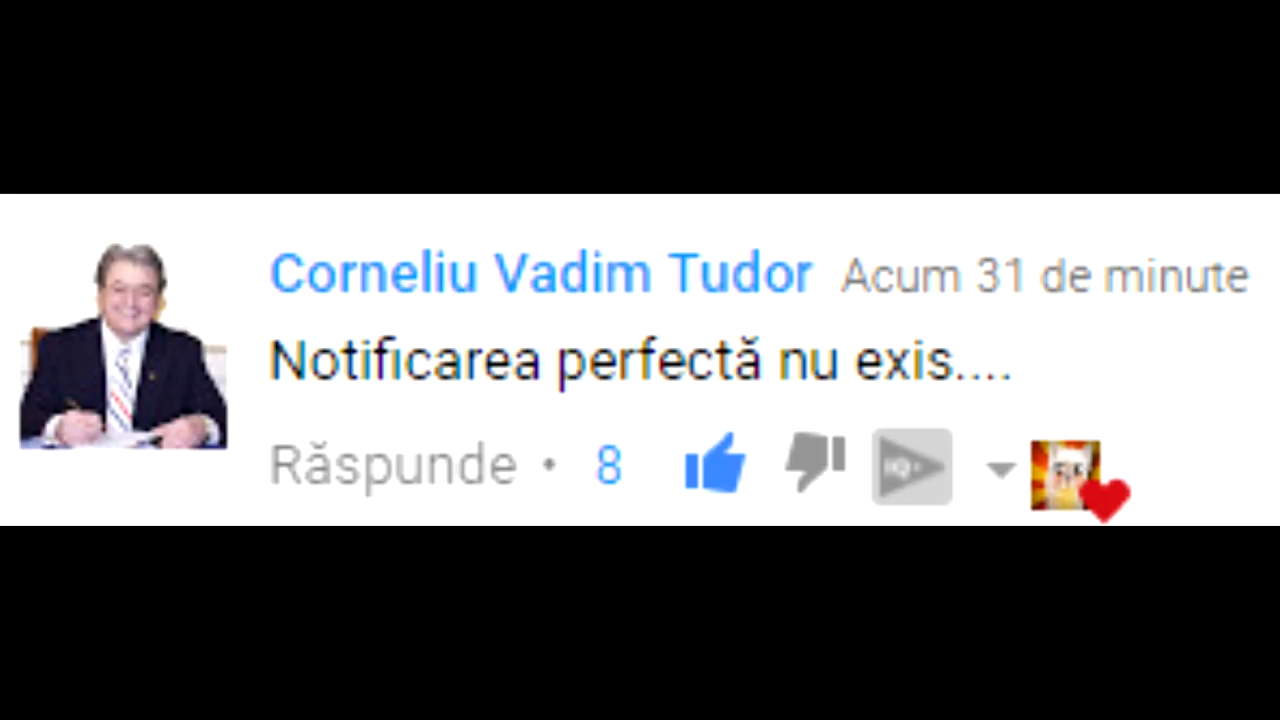 Corneliu Vadim Tudor Acum 31 de minute
Notificarea perfectă nu exis....
Răspunde • 8